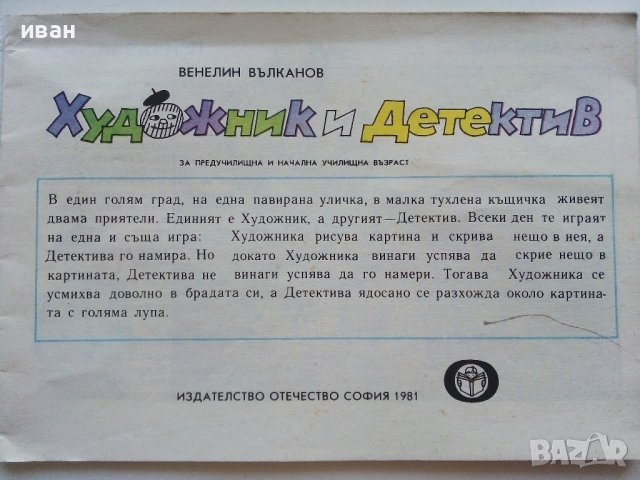 иван
ВЕНЕЛИН ВЪЛКАНОВ
Художник и Детектив
ЗА ПРЕДУЧИЛИЩНА И НАЧАЛНА УЧИЛИЩНА ВЪЗРАСТ
В един голям град, на една павирана уличка, в малка тухлена къщичка живеят
двама приятели. Единият е Художник, а другият — Детектив. Всеки ден те играят
на една и съща игра: Художника рисува картина и скрива нещо в нея, а
Детектива го намира. Но докато Художника винаги успява да скрие нещо в
картината, Детектива не винаги успява да го намери. Тогава Художника се
усмихва доволно в брадата си, а Детектива ядосано се разхожда около картина-
та с голяма лупа.
ИЗДАТЕЛСТВО ОТЕЧЕСТВО СОФИЯ 1981
BAZAR